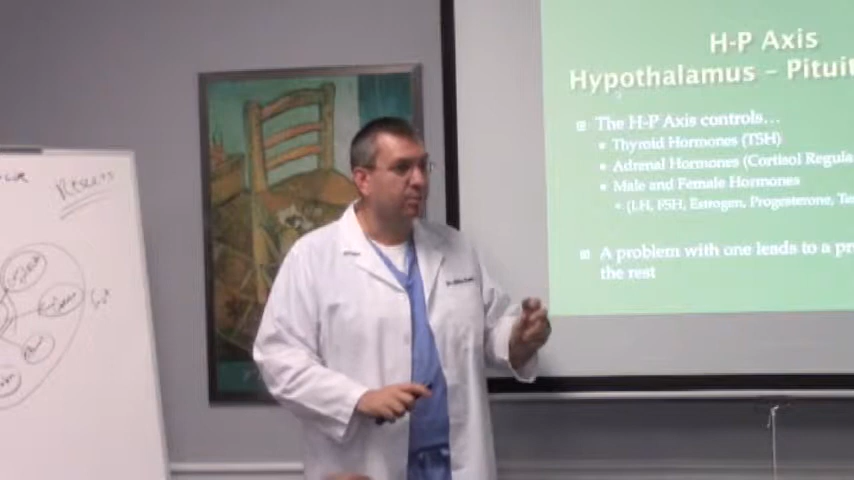 Results
H-P Axis
Hypothalamus – Pituit
The H-P Axis controls…
Thyroid Hormones (TSH)
Adrenal Hormones (Cortisol Regula
Male and Female Hormones
(LH, FSH, Estrogen, Progesterone, Te
A problem with one leads to a pr
the rest